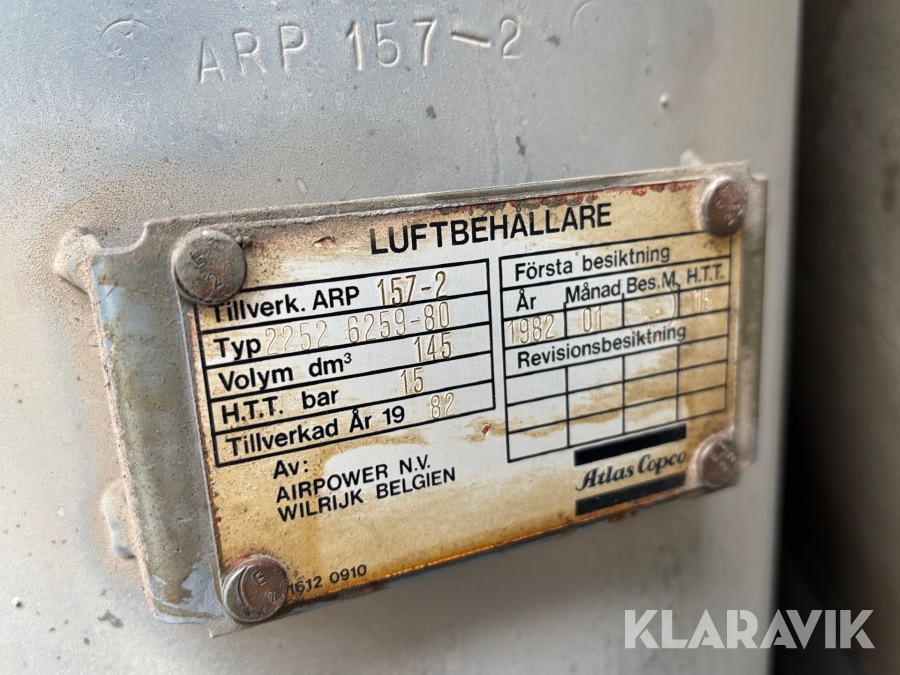 ARP 157-2
LUFTBEHÅLLARE
Tillverk. ARP 157-2
Typ 2252 6259-80
Volym dm³ 145
H.T.T. bar 15
Tillverkad År 19 82
Av:
AIRPOWER N.V.
WILRIJK BELGIEN
1612 0910
Första besiktning
År Månad Bes.M. H.T.T.
1982 01 15
Revisionsbesiktning
Atlas Copco
KLARAVIK